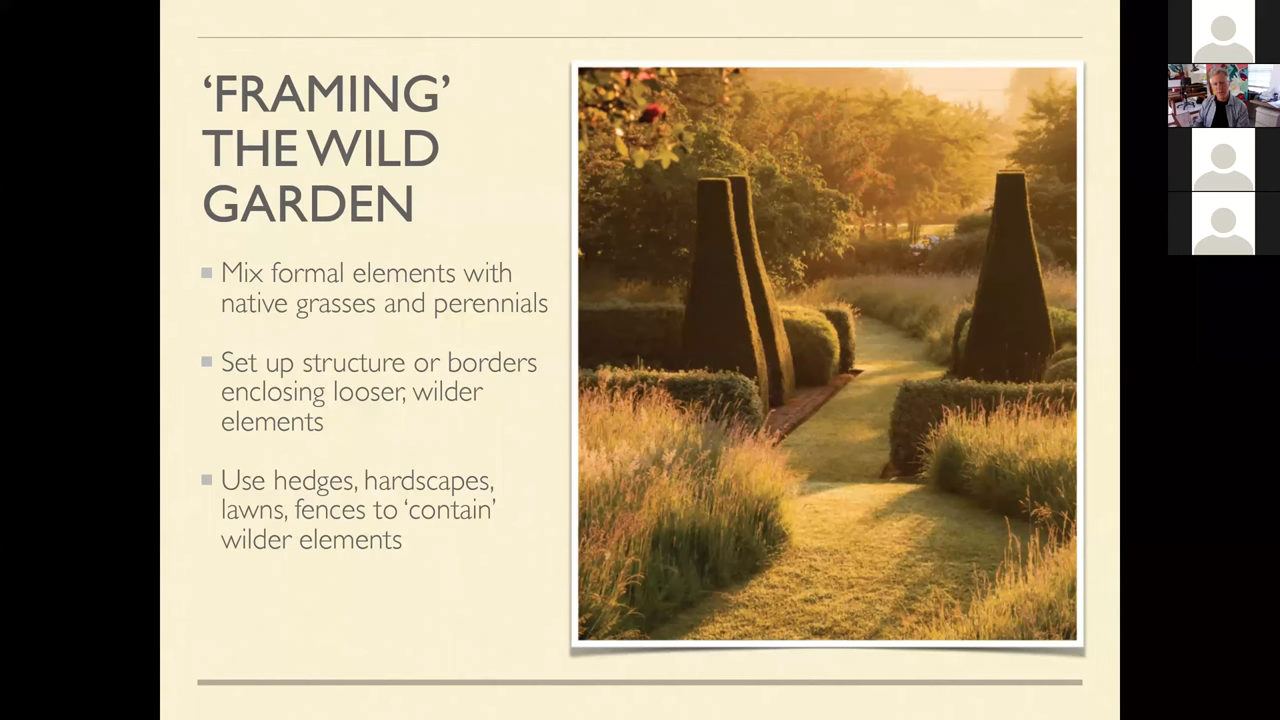 ‘FRAMING’
THE WILD
GARDEN
Mix formal elements with
native grasses and perennials
Set up structure or borders
enclosing looser, wilder
elements
Use hedges, hardscapes,
lawns, fences to ‘contain’
wilder elements